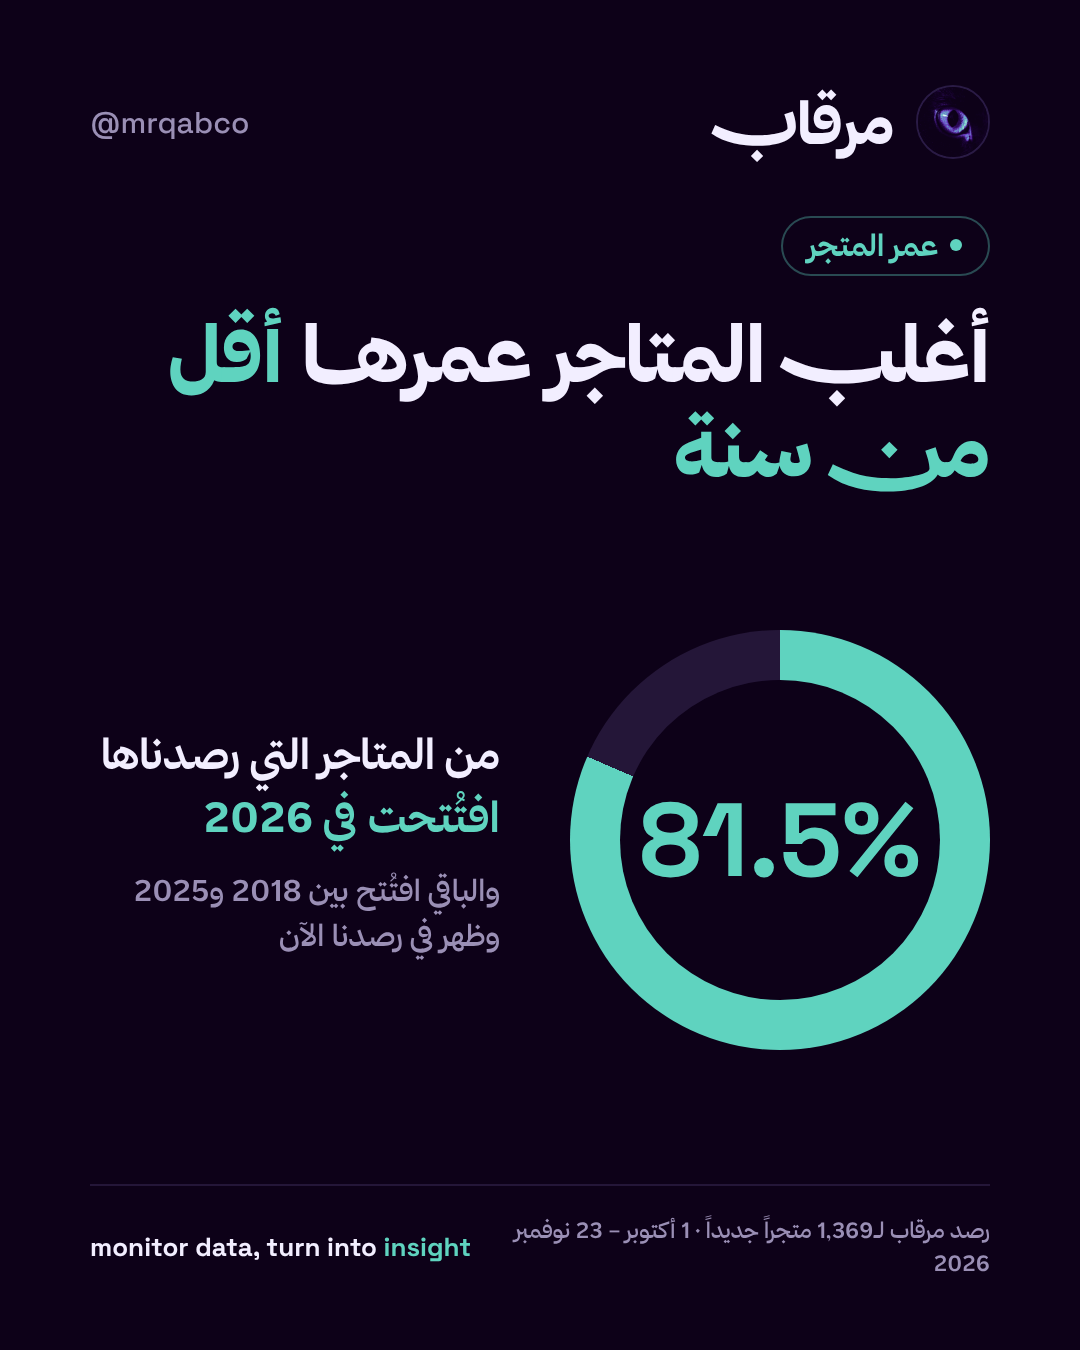 مرقاب
@mrqabco
عمر المتجر
أغلب المتاجر عمرها أقل
من سنة
81.5%
من المتاجر التي رصدناها
افتُتحت في 2026
والباقي افتُتح بين 2018 و2025
وظهر في رصدنا الآن
رصد مرقاب لـ1,369 متجراً جديداً · 1 أكتوبر – 23 نوفمبر
2026
monitor data, turn into insight